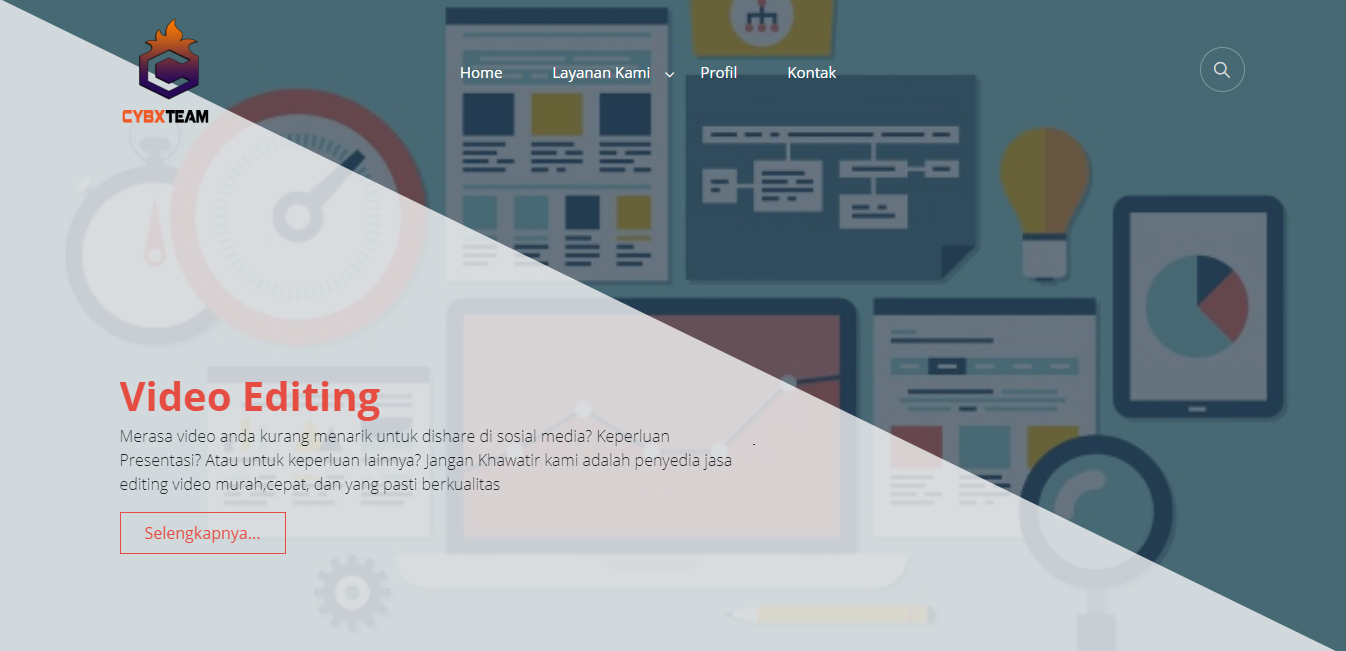 CYBXTEAM
Home Layanan Kami Profil Kontak
Video Editing
Merasa video anda kurang menarik untuk dishare di sosial media? Keperluan
Presentasi? Atau untuk keperluan lainnya? Jangan Khawatir kami adalah penyedia jasa
editing video murah,cepat, dan yang pasti berkualitas
.
Selengkapnya...